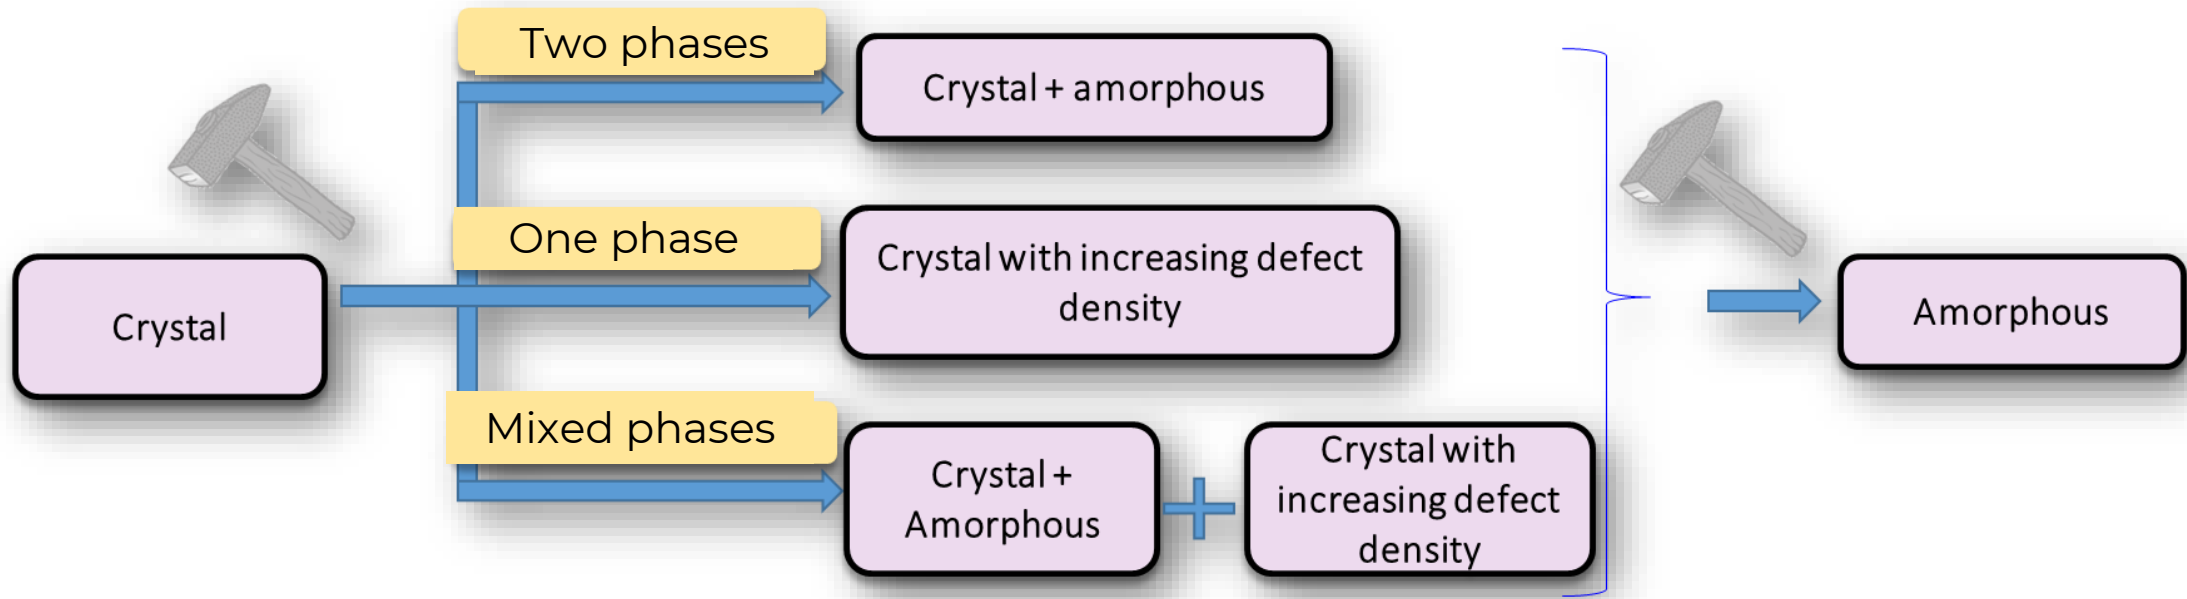 Two phases
Crystal + amorphous
One phase
Crystal with increasing defect
density
Crystal
Amorphous
Mixed phases
Crystal +
Amorphous
Crystal with
increasing defect
density